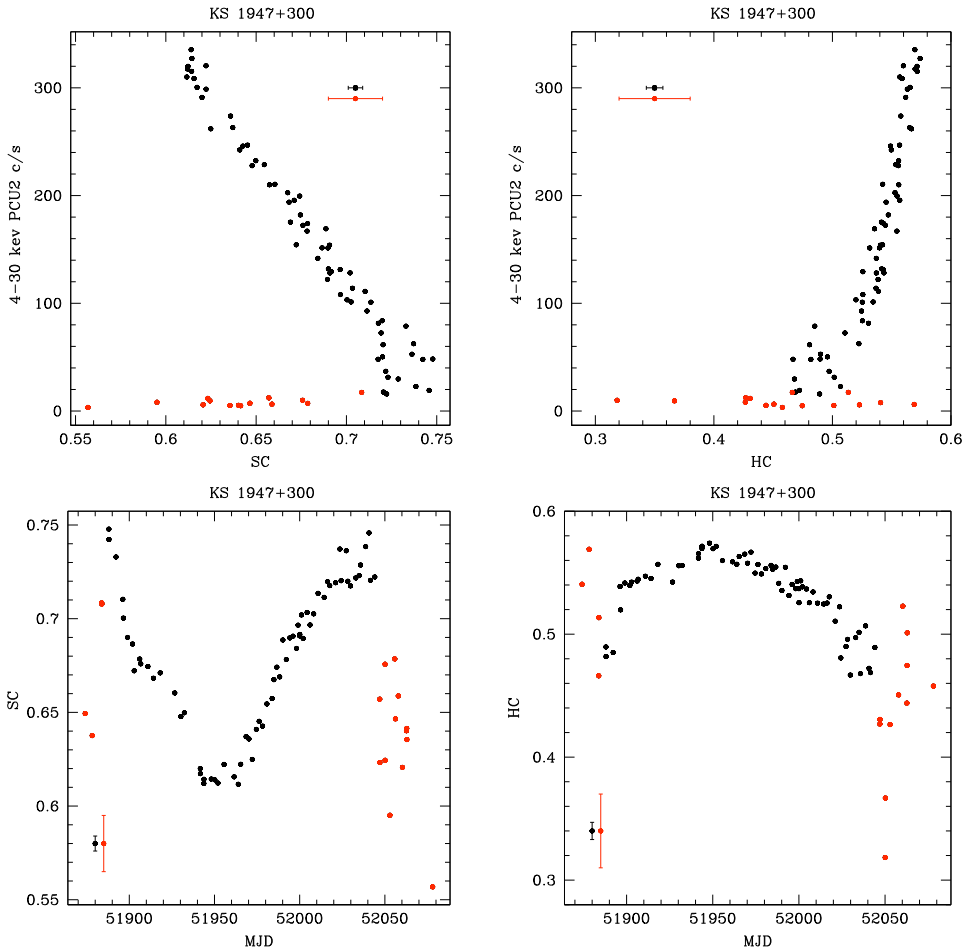 KS 1947+300
4-30 kev PCU2 c/s
300
200
100
0
0.55 0.6 0.65 0.7 0.75
SC
KS 1947+300
4-30 kev PCU2 c/s
300
200
100
0
0.3 0.4 0.5 0.6
HC
KS 1947+300
SC
0.75
0.7
0.65
0.6
0.55
51900 51950 52000 52050
MJD
KS 1947+300
HC
0.6
0.5
0.4
0.3
51900 51950 52000 52050
MJD